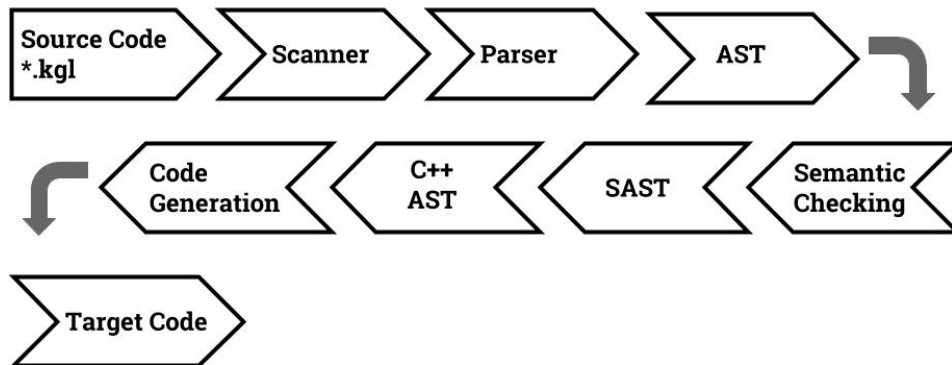 Source Code
*.kgl
Scanner
Parser
AST
Semantic
Checking
SAST
C++
AST
Code
Generation
Target Code